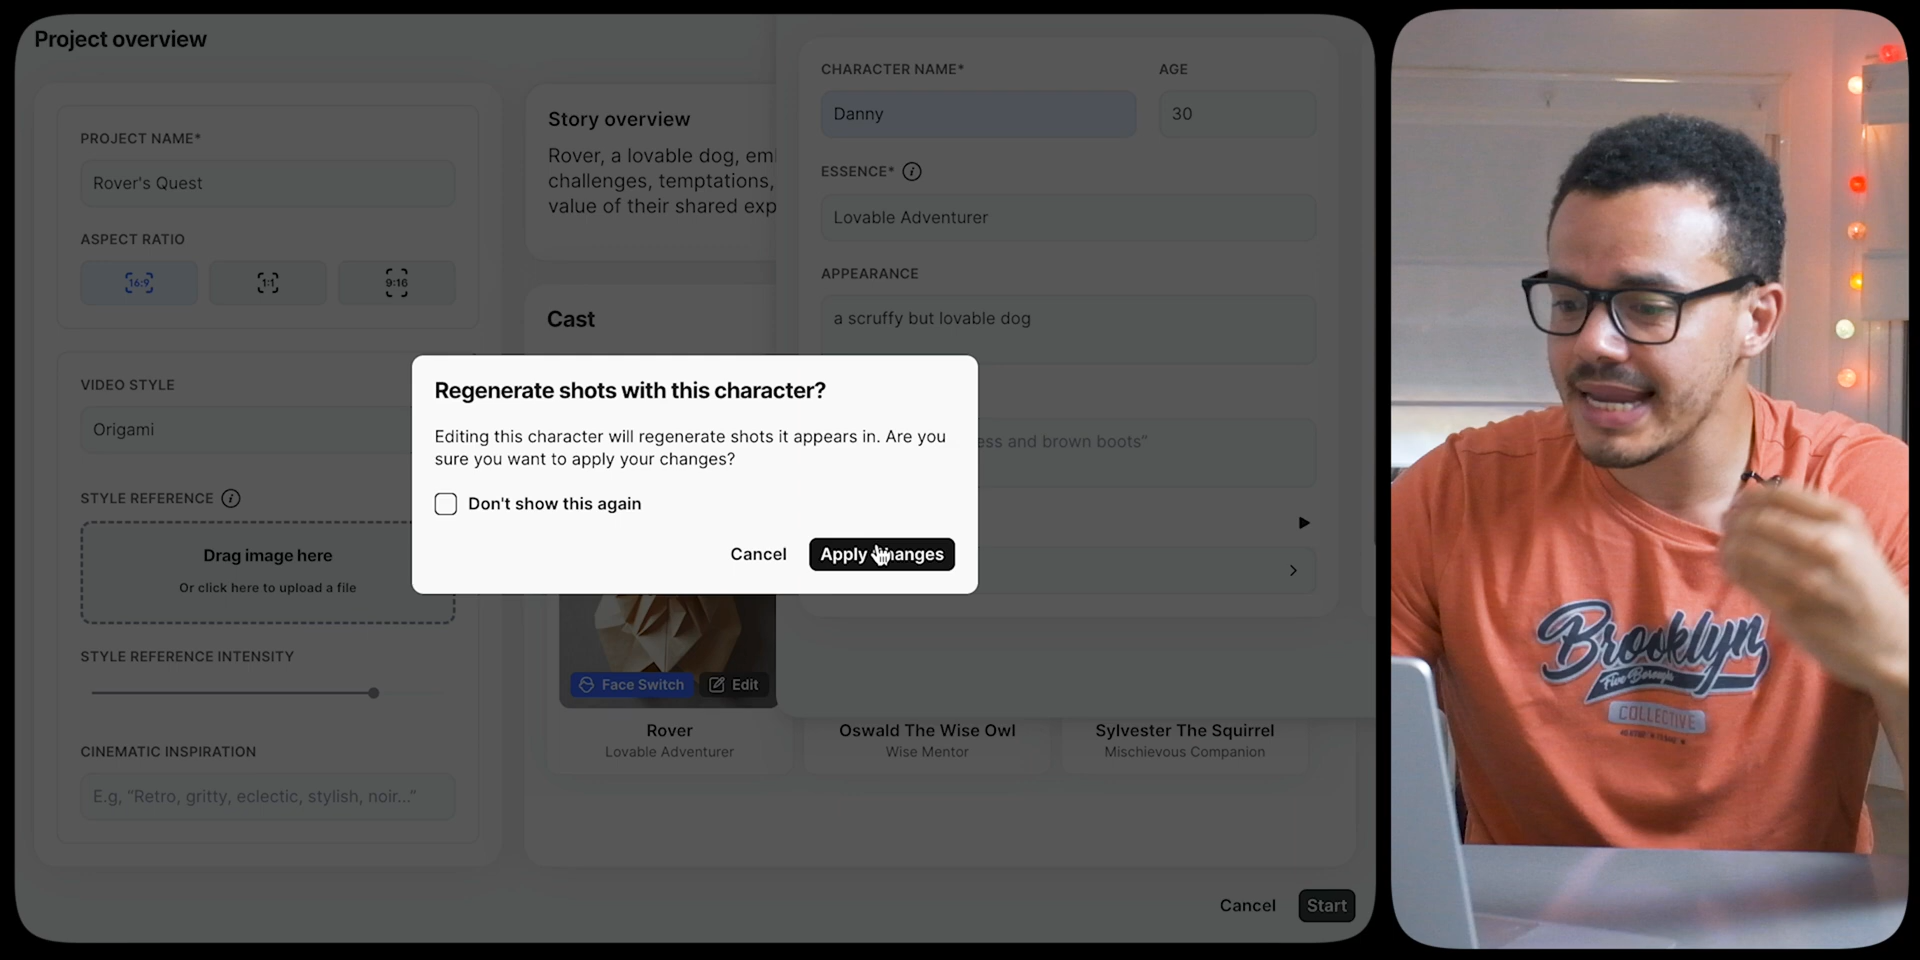 Project overview
PROJECT NAME*
Rover's Quest
ASPECT RATIO
16:9
1:1
9:16
VIDEO STYLE
Origami
STYLE REFERENCE
Drag image here
Or click here to upload a file
STYLE REFERENCE INTENSITY
CINEMATIC INSPIRATION
E.g, “Retro, gritty, eclectic, stylish, noir...”
Story overview
Rover, a lovable dog, em
challenges, temptations,
value of their shared exp
Cast
Face Switch
Edit
Rover
Lovable Adventurer
Oswald The Wise Owl
Wise Mentor
Sylvester The Squirrel
Mischievous Companion
CHARACTER NAME*
AGE
Danny
30
ESSENCE*
Lovable Adventurer
APPEARANCE
a scruffy but lovable dog
ess and brown boots”
Regenerate shots with this character?
Editing this character will regenerate shots it appears in. Are you
sure you want to apply your changes?
Don't show this again
Cancel
Apply changes
Cancel
Start
Brooklyn
Five Borough
COLLECTIVE